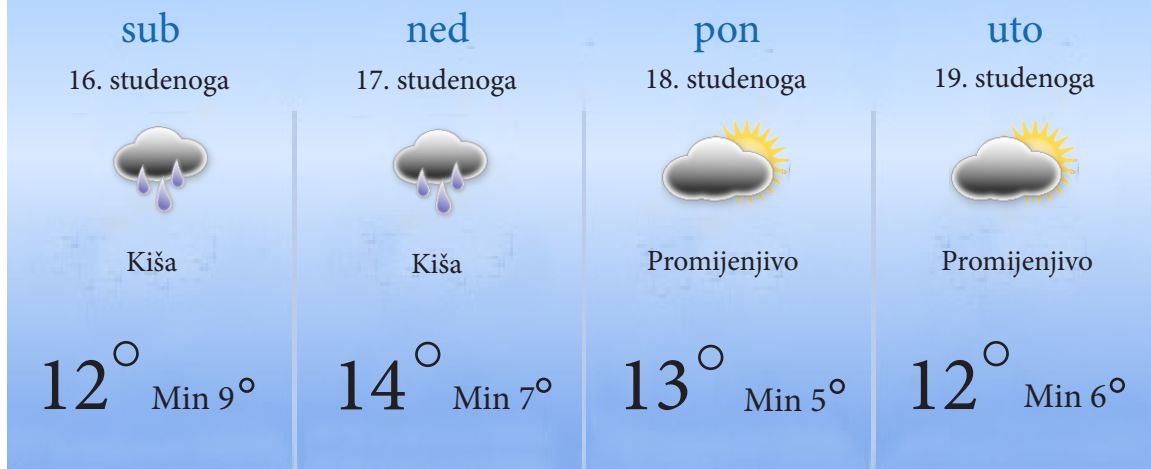 sub
16. studenoga
Kiša
12° Min 9°
ned
17. studenoga
Kiša
14° Min 7°
pon
18. studenoga
Promijenjivo
13° Min 5°
uto
19. studenoga
Promijenjivo
12° Min 6°